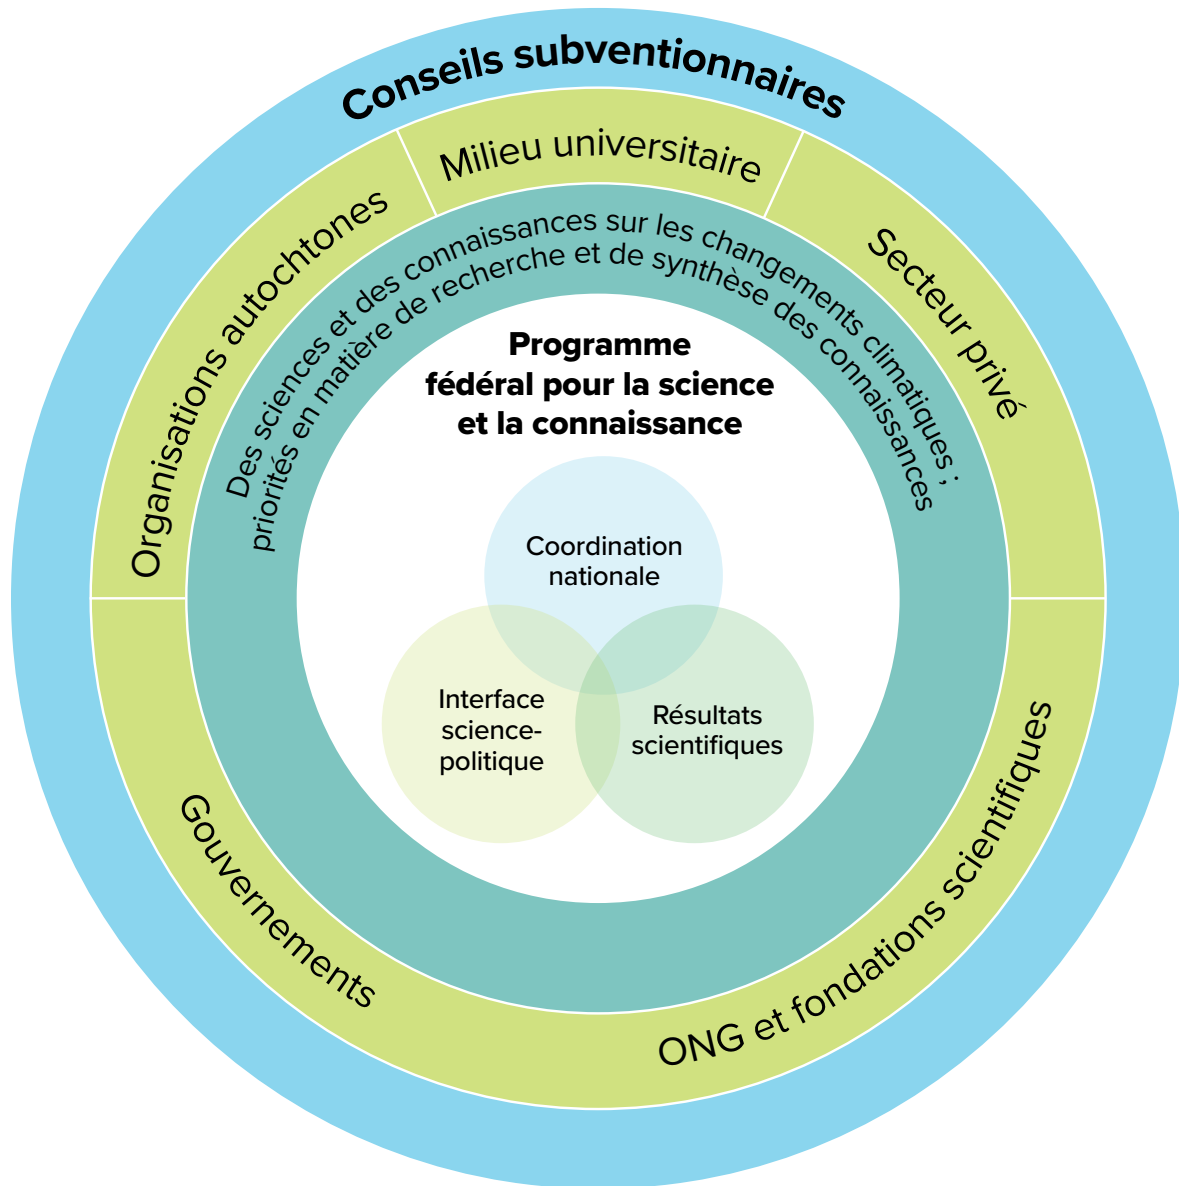 Conseils subventionnaires
Milieu universitaire
Organisations autochtones
Secteur privé
Des sciences et des connaissances sur les changements climatiques ;
priorités en matière de recherche et de synthèse des connaissances
Programme
fédéral pour la science
et la connaissance
Coordination
nationale
Interface
science-
politique
Résultats
scientifiques
Gouvernements
ONG et fondations scientifiques